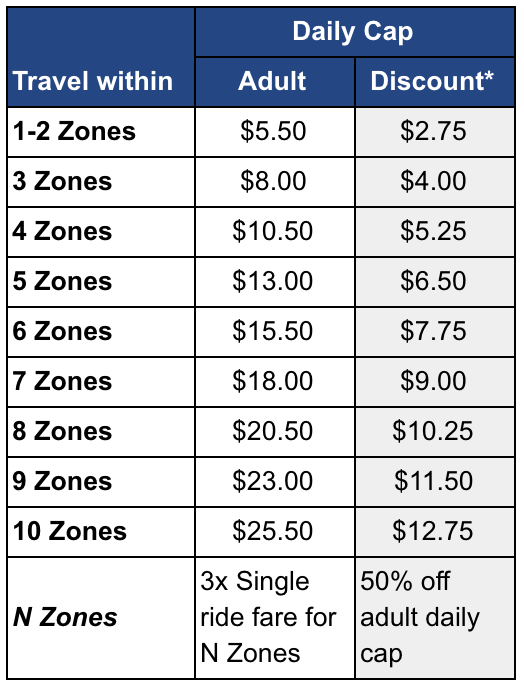 Daily Cap
Travel within Adult Discount*
1-2 Zones $5.50 $2.75
3 Zones $8.00 $4.00
4 Zones $10.50 $5.25
5 Zones $13.00 $6.50
6 Zones $15.50 $7.75
7 Zones $18.00 $9.00
8 Zones $20.50 $10.25
9 Zones $23.00 $11.50
10 Zones $25.50 $12.75
N Zones
3x Single
ride fare for
N Zones
50% off
adult daily
cap